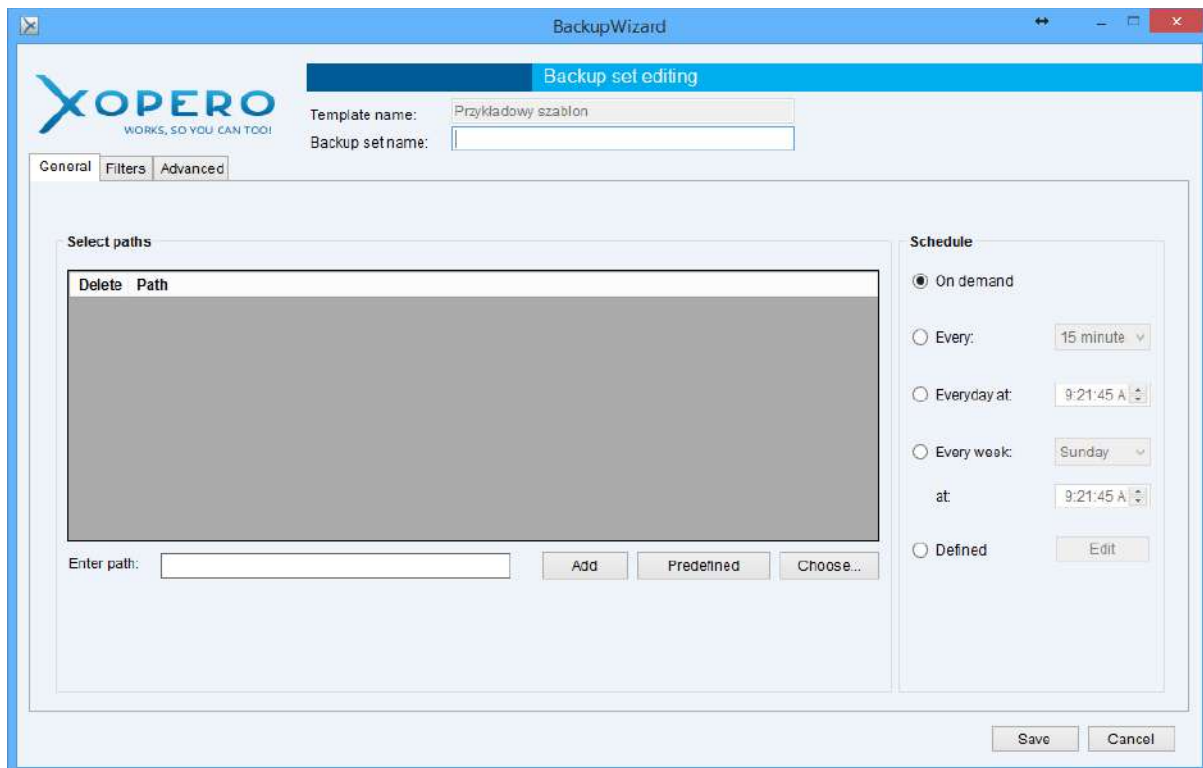 BackupWizard
XOPERO
WORKS, SO YOU CAN TOO!
Backup set editing
Template name: Przykładowy szablon
Backup set name:
General Filters Advanced
Select paths
Delete Path
Enter path: Add Predefined Choose...
Schedule
On demand
Every: 15 minute
Everyday at: 9:21:45 A
Every week: Sunday
at: 9:21:45 A
Defined Edit
Save Cancel